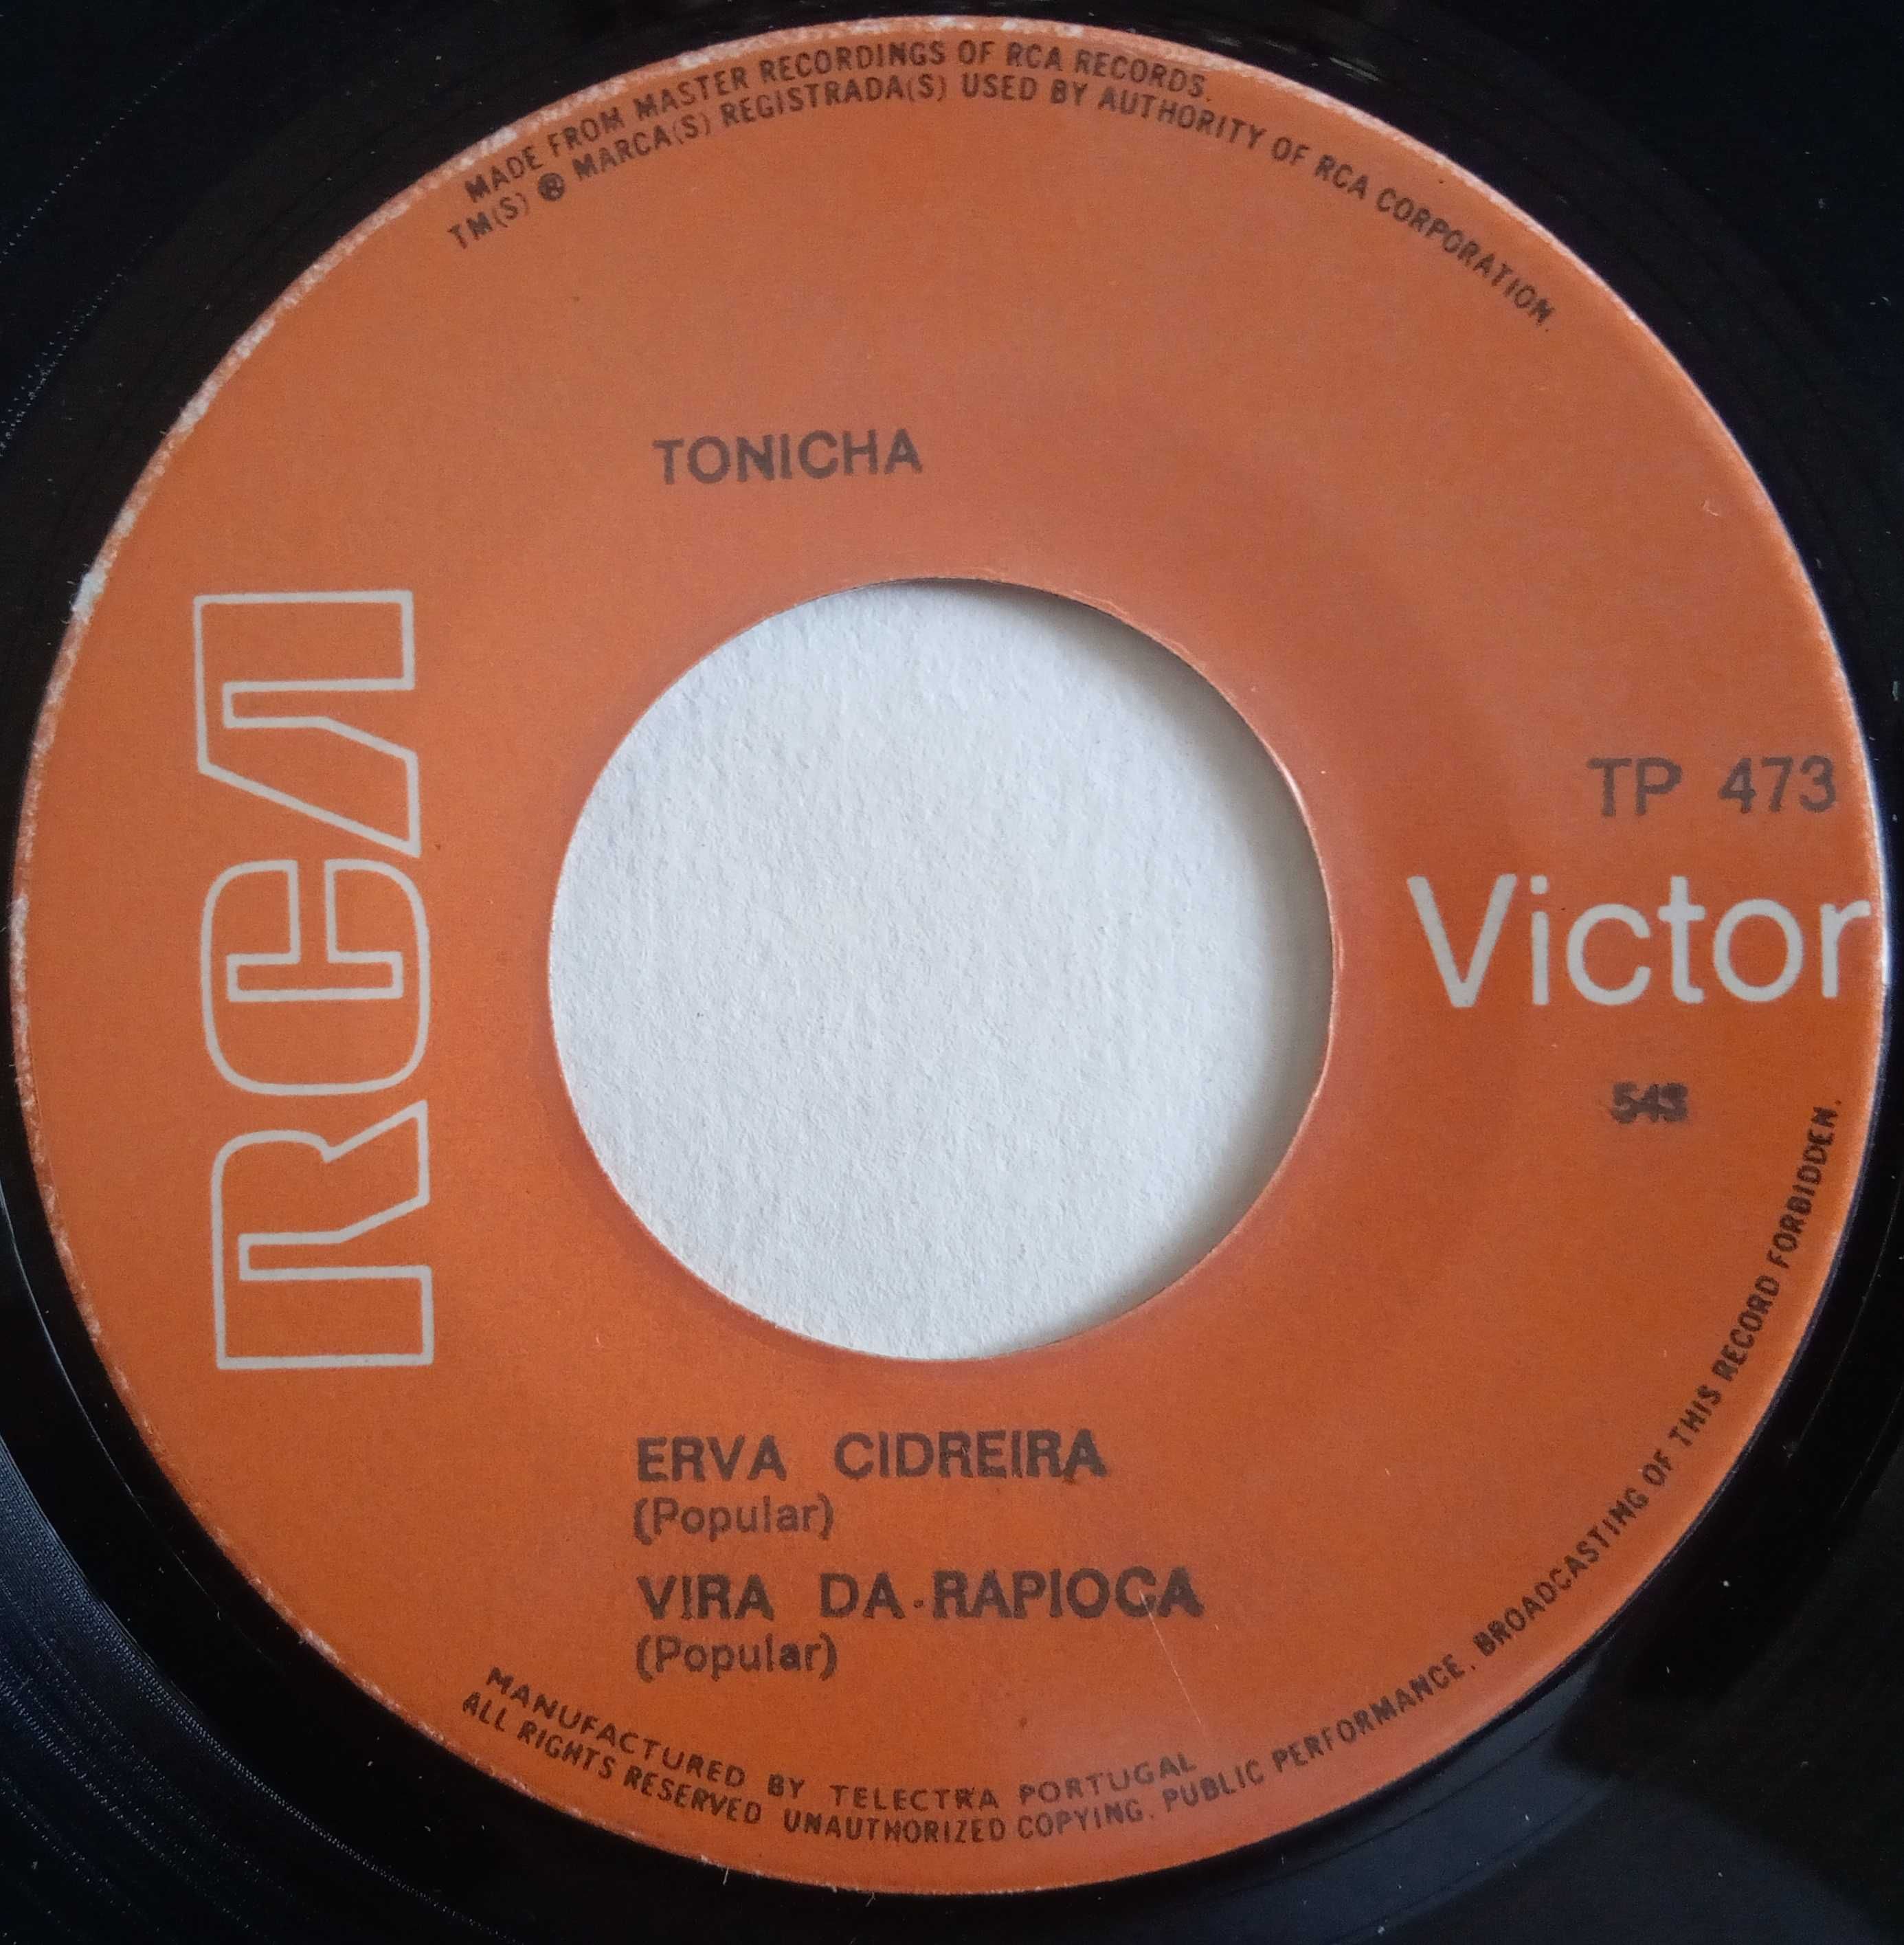 MADE FROM MASTER RECORDINGS OF RCA RECORDS.
TM(S) ® MARCA(S) REGISTRADA(S) USED BY AUTHORITY OF RCA CORPORATION.
TONICHA
RCA
TP 473
Victor
ERVA CIDREIRA
(Popular)
VIRA DA RAPIOCA
(Popular)
MANUFACTURED BY TELECTRA PORTUGAL
ALL RIGHTS RESERVED UNAUTHORIZED COPYING. PUBLIC PERFORMANCE. BROADCASTING OF THIS RECORD FORBIDDEN.